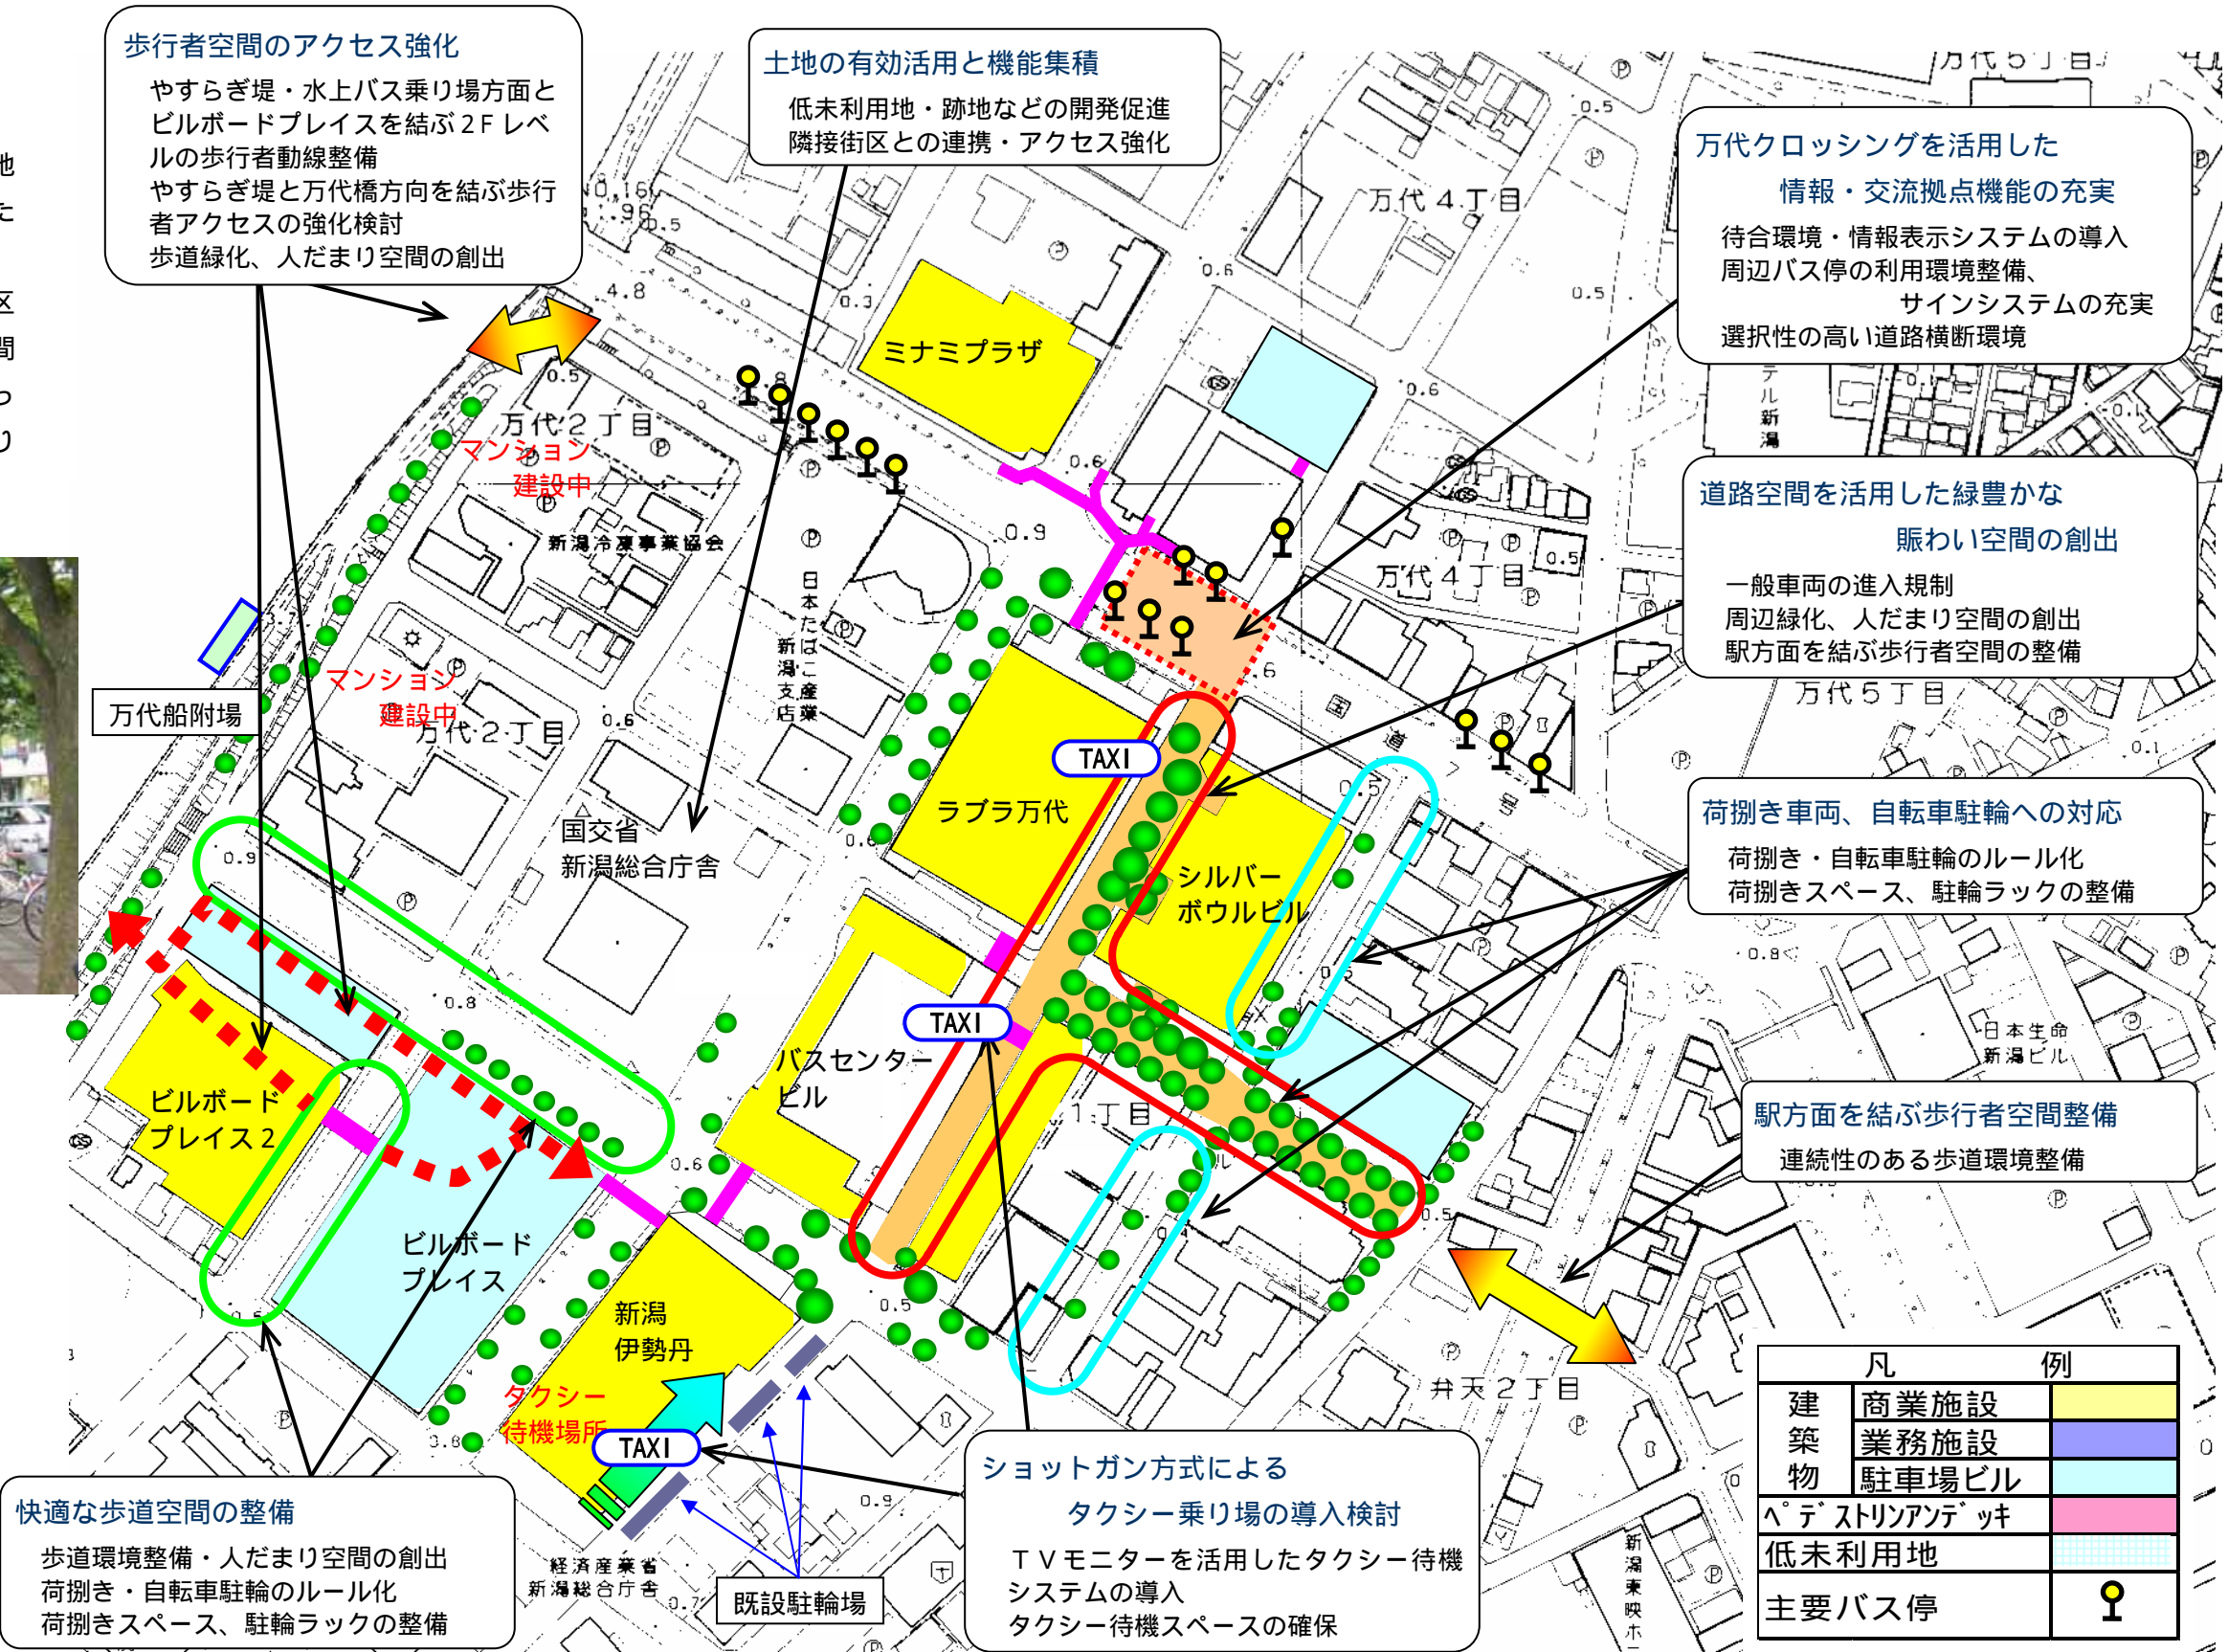 歩行者空間のアクセス強化
やすらぎ堤・水上バス乗り場方面と
ビルボードプレイスを結ぶ2Fレベ
ルの歩行者動線整備
やすらぎ堤と万代橋方向を結ぶ歩行
者アクセスの強化検討
歩道緑化、人だまり空間の創出
土地の有効活用と機能集積
低未利用地・跡地などの開発促進
隣接街区との連携・アクセス強化
万代クロッシングを活用した
情報・交流拠点機能の充実
待合環境・情報表示システムの導入
周辺バス停の利用環境整備、
サインシステムの充実
選択性の高い道路横断環境
道路空間を活用した緑豊かな
賑わい空間の創出
一般車両の進入規制
周辺緑化、人だまり空間の創出
駅方面を結ぶ歩行者空間の整備
荷捌き車両、自転車駐輪への対応
荷捌き・自転車駐輪のルール化
荷捌きスペース、駐輪ラックの整備
駅方面を結ぶ歩行者空間整備
連続性のある歩道環境整備
ショットガン方式による
タクシー乗り場の導入検討
TVモニターを活用したタクシー待機
システムの導入
タクシー待機スペースの確保
快適な歩道空間の整備
歩道環境整備・人だまり空間の創出
荷捌き・自転車駐輪のルール化
荷捌きスペース、駐輪ラックの整備
地
た
区
間
つ
り
万代5丁目
万代4丁目
ミナミプラザ
万代2丁目
マンション
建設中
新潟冷凍事業協会
日本たばこ産業
新潟支店
テル新潟
万代4丁目
万代5丁目
国道7号
万代船附場
マンション
建設中
万代2丁目
国交省
新潟総合庁舎
ラブラ万代
TAXI
シルバー
ボウルビル
TAXI
バスセンター
ビル
1丁目
日本生命
新潟ビル
ビルボード
プレイス2
ビルボード
プレイス
新潟
伊勢丹
タクシー
待機場所
TAXI
弁天2丁目
経済産業省
新潟総合庁舎
既設駐輪場
新潟東映ホ
凡例
建築物
商業施設
業務施設
駐車場ビル
ペデストリンアンデッキ
低未利用地
主要バス停